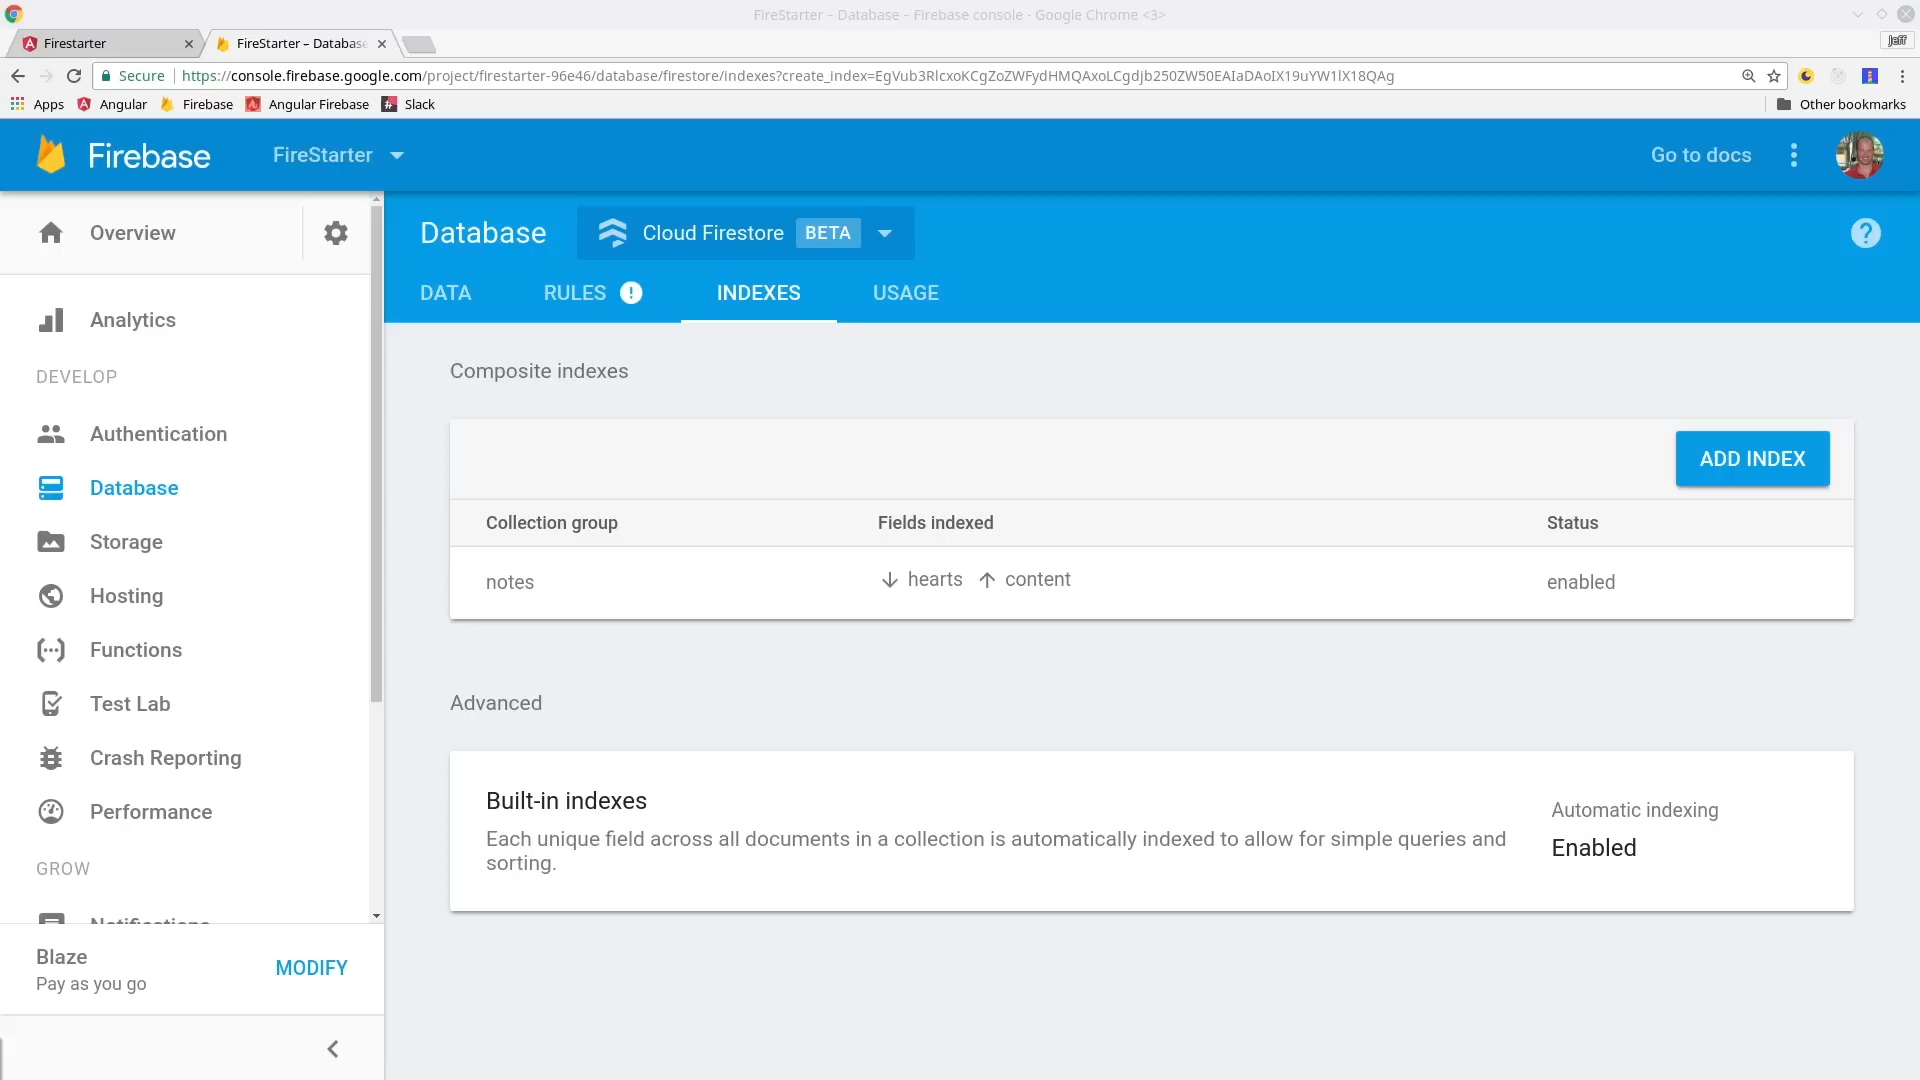 FireStarter – Database – Firebase console - Google Chrome <3>
Firestarter
FireStarter – Database
Jeff
Secure
https://console.firebase.google.com/project/firestarter-96e46/database/firestore/indexes?create_index=EgVub3RlcxoKCgZoZWFydHMQAxoLCgdjb250ZW50EAIaDAoIX19uYW1lX18QAg
Apps
Angular
Firebase
Angular Firebase
Slack
Other bookmarks
Firebase
FireStarter
Go to docs
Overview
Analytics
DEVELOP
Authentication
Database
Storage
Hosting
Functions
Test Lab
Crash Reporting
Performance
GROW
Notifications
Blaze
Pay as you go
MODIFY
Database
Cloud Firestore BETA
DATA
RULES
INDEXES
USAGE
Composite indexes
ADD INDEX
Collection group
Fields indexed
Status
notes
hearts
content
enabled
Advanced
Built-in indexes
Each unique field across all documents in a collection is automatically indexed to allow for simple queries and
sorting.
Automatic indexing
Enabled